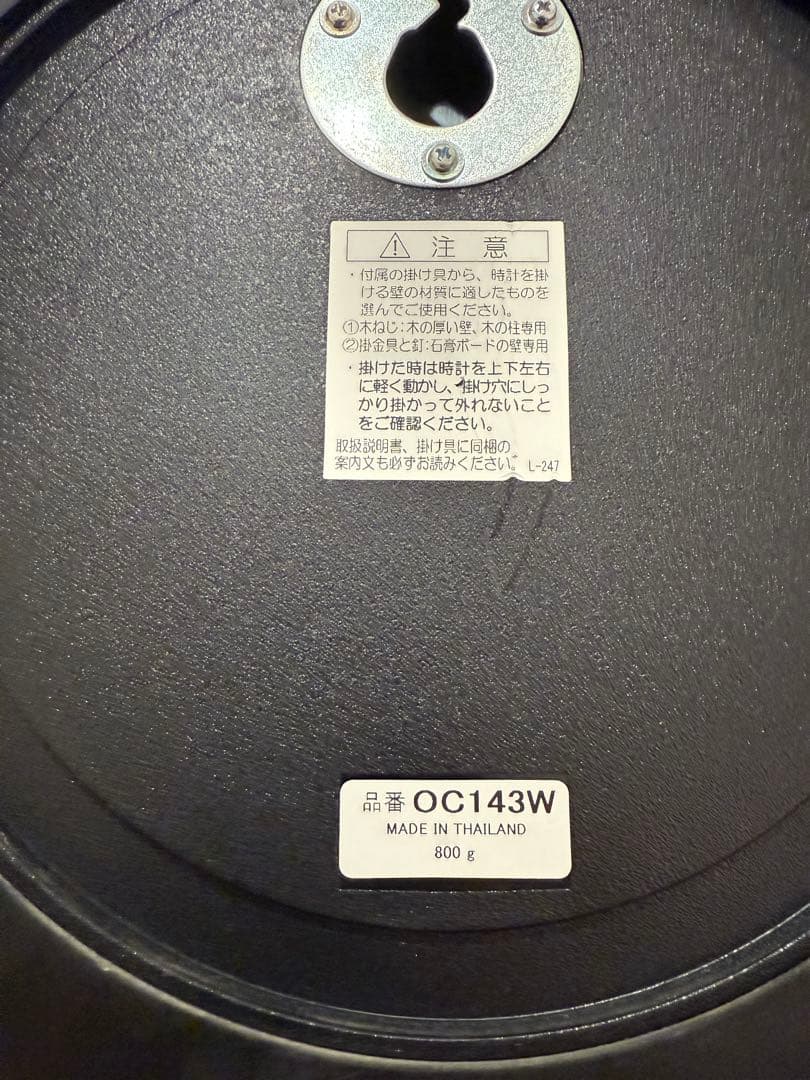 ⚠ 注意
・付属の掛け具から、時計を掛
ける壁の材質に適したものを
選んでご使用ください。
①木ねじ:木の厚い壁、木の柱専用
②掛金具と釘:石膏ボードの壁専用
・掛けた時は時計を上下左右
に軽く動かし、掛け穴にしっ
かり掛かって外れないこと
をご確認ください。
取扱説明書、掛け具に同梱の
案内文も必ずお読みください。 L-247
品番 OC143W
MADE IN THAILAND
800 g